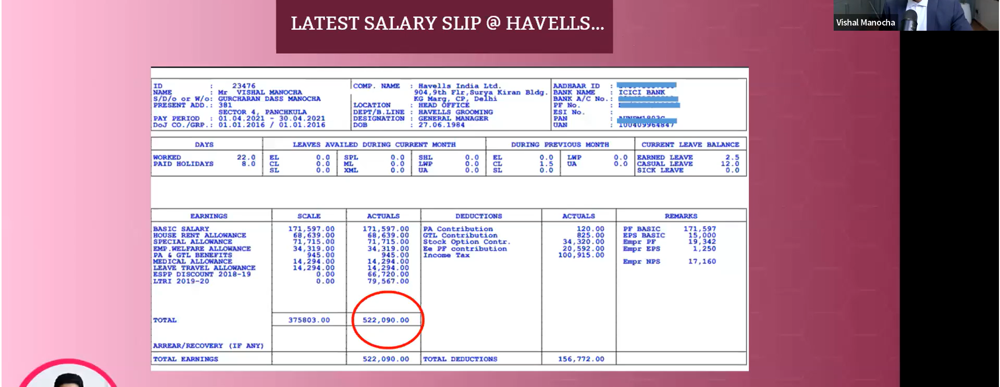 LATEST SALARY SLIP @ HAVELLS...
Vishal Manocha
ID : 23476
NAME : Mr VISHAL MANOCHA
S/D/o or W/o: GURCHARAN DASS MANOCHA
PRESENT ADD.: 381
SECTOR 4, PANCHKULA
PAY PERIOD : 01.04.2021 - 30.04.2021
DoJ CO./GRP.: 01.01.2016 / 01.01.2016
COMP. NAME : Havells India Ltd.
904,9th Flr,Surya Kiran Bldg.
KG Marg, CP, Delhi
LOCATION : HEAD OFFICE
DEPT/B.LINE : HAVELLS GROOMING
DESIGNATION : GENERAL MANAGER
DOB : 27.06.1984
AADHAAR ID :
BANK NAME : ICICI BANK
BANK A/C No.:
PF No. :
ESI No. :
PAN :
UAN :
DAYS LEAVES AVAILED DURING CURRENT MONTH DURING PREVIOUS MONTH CURRENT LEAVE BALANCE
WORKED 22.0 EL 0.0 SPL 0.0 SHL 0.0 EL 0.0 LWP 0.0 EARNED LEAVE 2.5
PAID HOLIDAYS 8.0 CL 0.0 ML 0.0 LWP 0.0 CL 1.5 UA 0.0 CASUAL LEAVE 12.0
SL 0.0 XML 0.0 UA 0.0 SL 0.0 SICK LEAVE 0.0
EARNINGS SCALE ACTUALS DEDUCTIONS ACTUALS REMARKS
BASIC SALARY 171,597.00 171,597.00 PA Contribution 120.00 PF BASIC 171,597
HOUSE RENT ALLOWANCE 68,639.00 68,639.00 GTL Contribution 825.00 EPS BASIC 15,000
SPECIAL ALLOWANCE 71,715.00 71,715.00 Stock Option Contr. 34,320.00 Empr PF 19,342
EMP.WELFARE ALLOWANCE 34,319.00 34,319.00 Ee PF contribution 20,592.00 Empr EPS 1,250
PA & GTL BENEFITS 945.00 945.00 Income Tax 100,915.00
MEDICAL ALLOWANCE 14,294.00 14,294.00 Empr NPS 17,160
LEAVE TRAVEL ALLOWANCE 14,294.00 14,294.00
ESPP DISCOUNT 2018-19 0.00 66,720.00
LTRI 2019-20 0.00 79,567.00
TOTAL 375803.00 522,090.00
ARREAR/RECOVERY (IF ANY)
TOTAL EARNINGS 522,090.00 TOTAL DEDUCTIONS 156,772.00